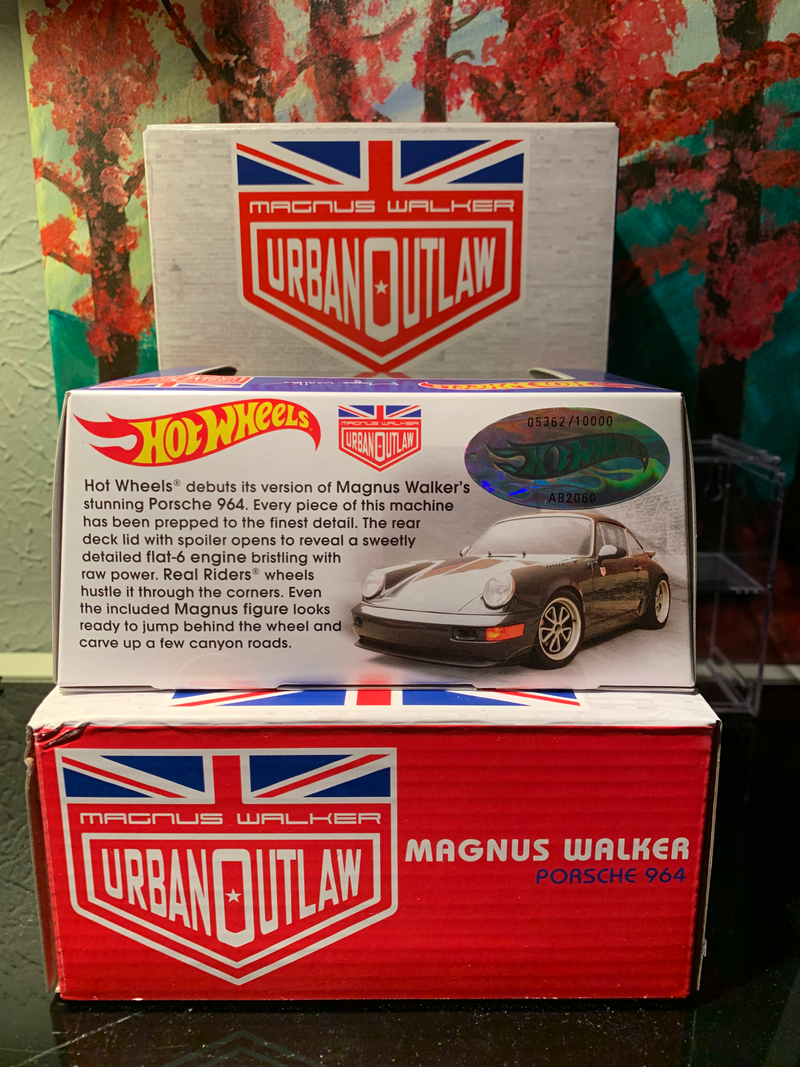 MAGNUS WALKER
URBAN OUTLAW
HOT WHEELS
MAGNUS WALKER
URBAN OUTLAW
05362/10000
HOT WHEELS
AB2060
Hot Wheels® debuts its version of Magnus Walker's
stunning Porsche 964. Every piece of this machine
has been prepped to the finest detail. The rear
deck lid with spoiler opens to reveal a sweetly
detailed flat-6 engine bristling with
raw power. Real Riders® wheels
hustle it through the corners. Even
the included Magnus figure looks
ready to jump behind the wheel and
carve up a few canyon roads.
MAGNUS WALKER
URBAN OUTLAW
MAGNUS WALKER
PORSCHE 964